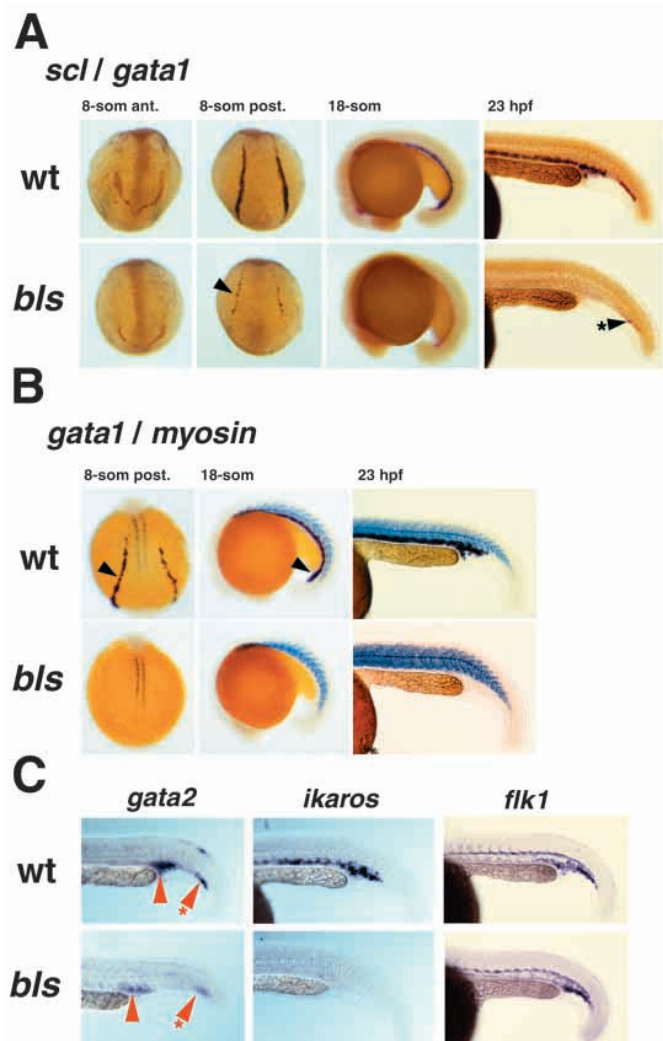 A
scl / gata1
8-som ant. 8-som post. 18-som 23 hpf
wt
bls
*
B
gata1 / myosin
8-som post. 18-som 23 hpf
wt
bls
C
gata2 ikaros flk1
wt
*
bls
*